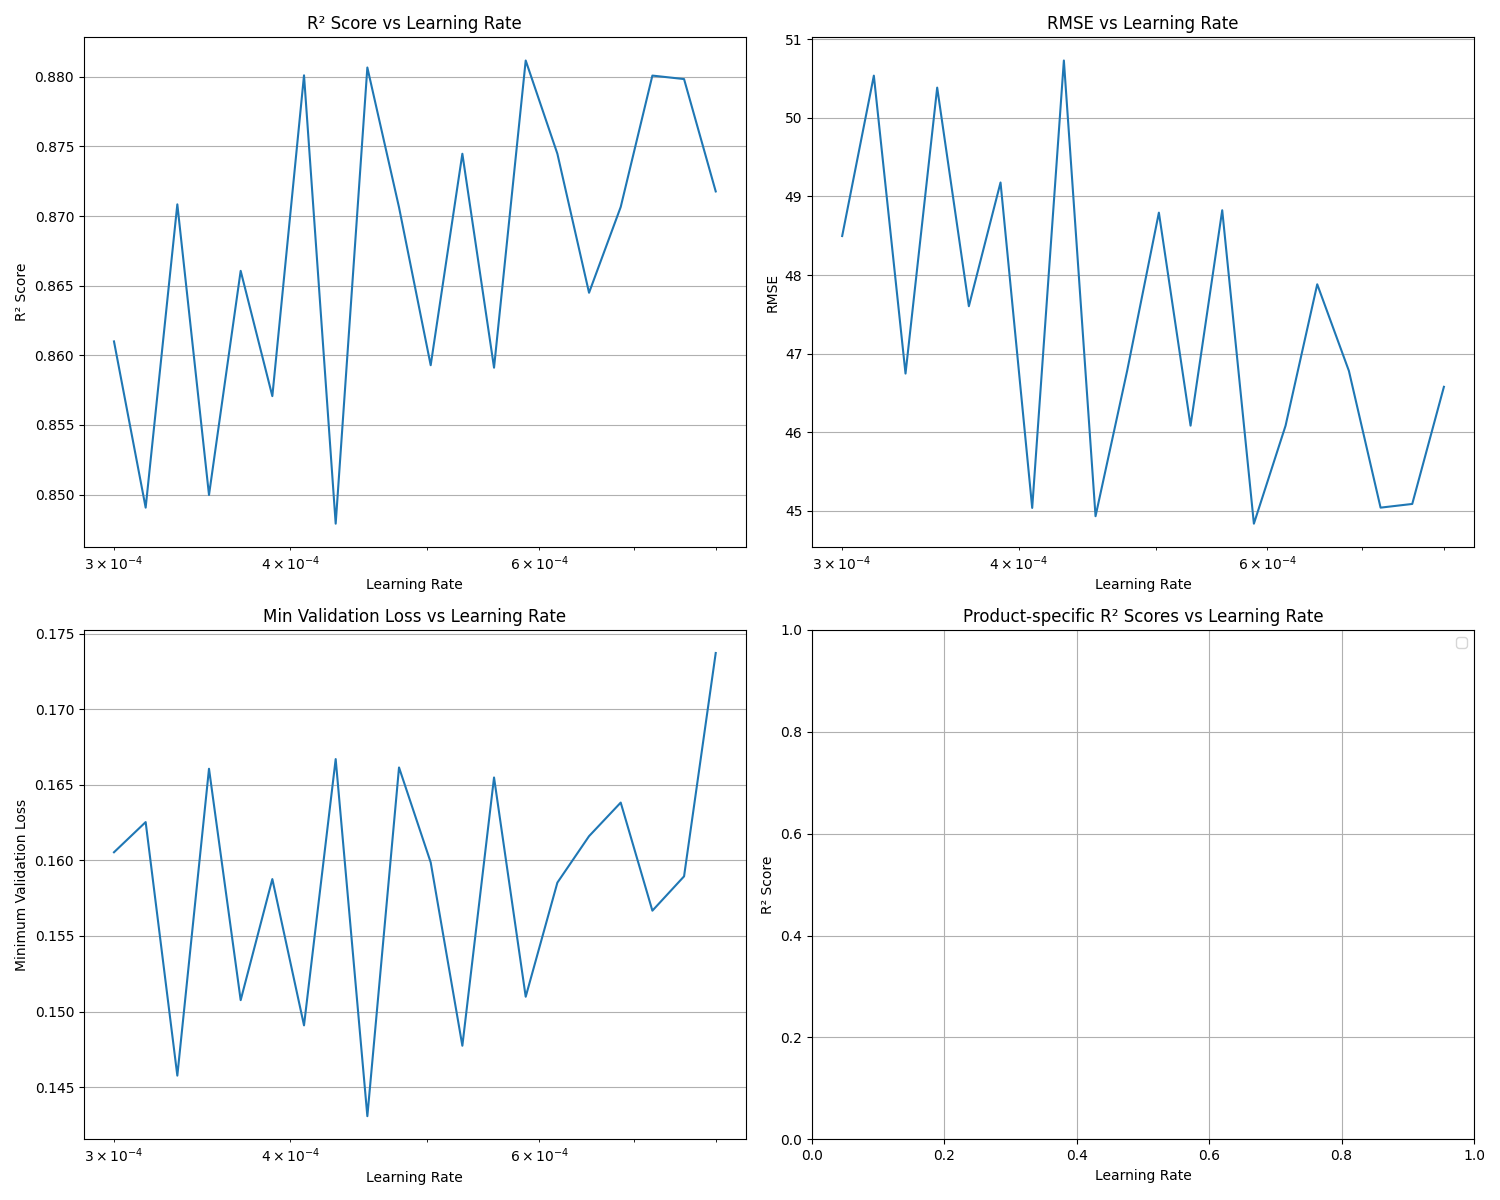 R² Score vs Learning Rate
R² Score
0.880
0.875
0.870
0.865
0.860
0.855
0.850
3 × 10⁻⁴
4 × 10⁻⁴
6 × 10⁻⁴
Learning Rate
RMSE vs Learning Rate
RMSE
51
50
49
48
47
46
45
3 × 10⁻⁴
4 × 10⁻⁴
6 × 10⁻⁴
Learning Rate
Min Validation Loss vs Learning Rate
Minimum Validation Loss
0.175
0.170
0.165
0.160
0.155
0.150
0.145
3 × 10⁻⁴
4 × 10⁻⁴
6 × 10⁻⁴
Learning Rate
Product-specific R² Scores vs Learning Rate
R² Score
1.0
0.8
0.6
0.4
0.2
0.0
0.0
0.2
0.4
0.6
0.8
1.0
Learning Rate